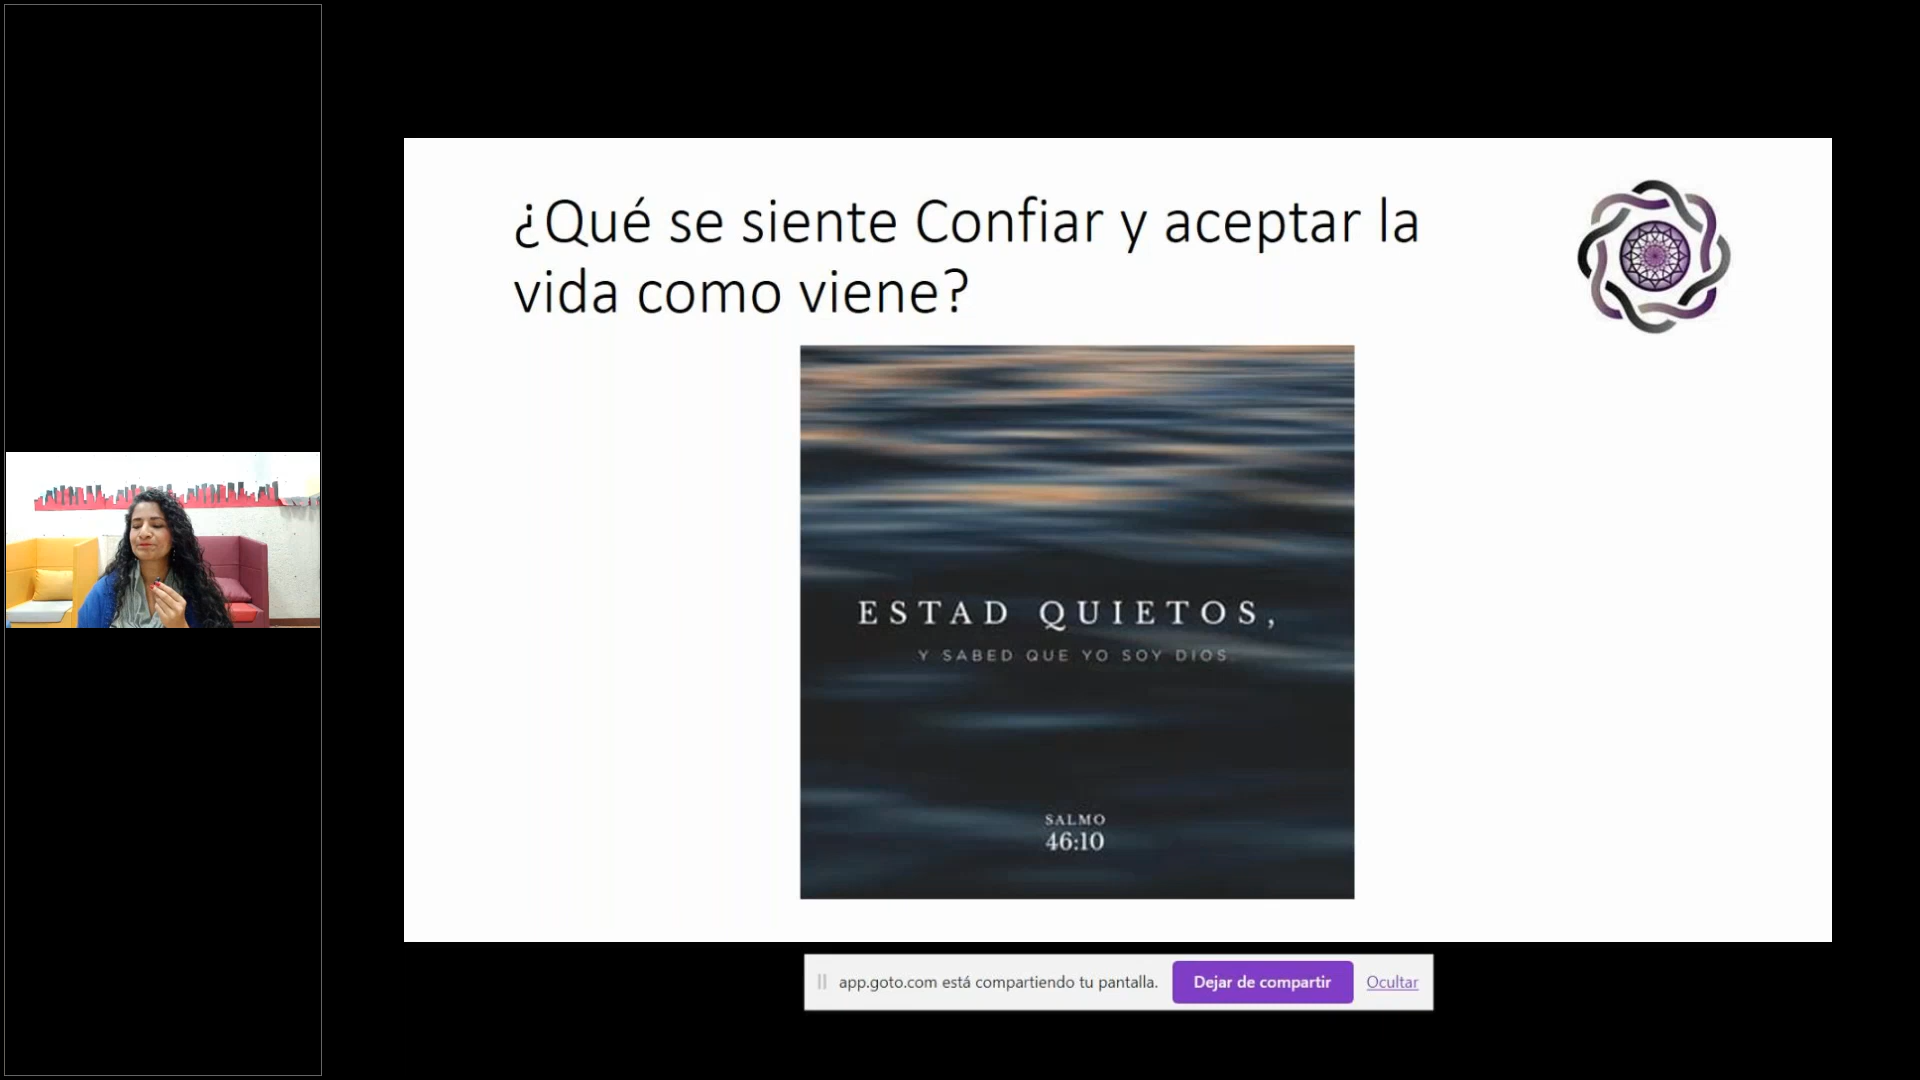 ¿Qué se siente Confiar y aceptar la
vida como viene?
ESTAD QUIETOS,
Y SABED QUE YO SOY DIOS
SALMO
46:10
app.goto.com está compartiendo tu pantalla.
Dejar de compartir
Ocultar